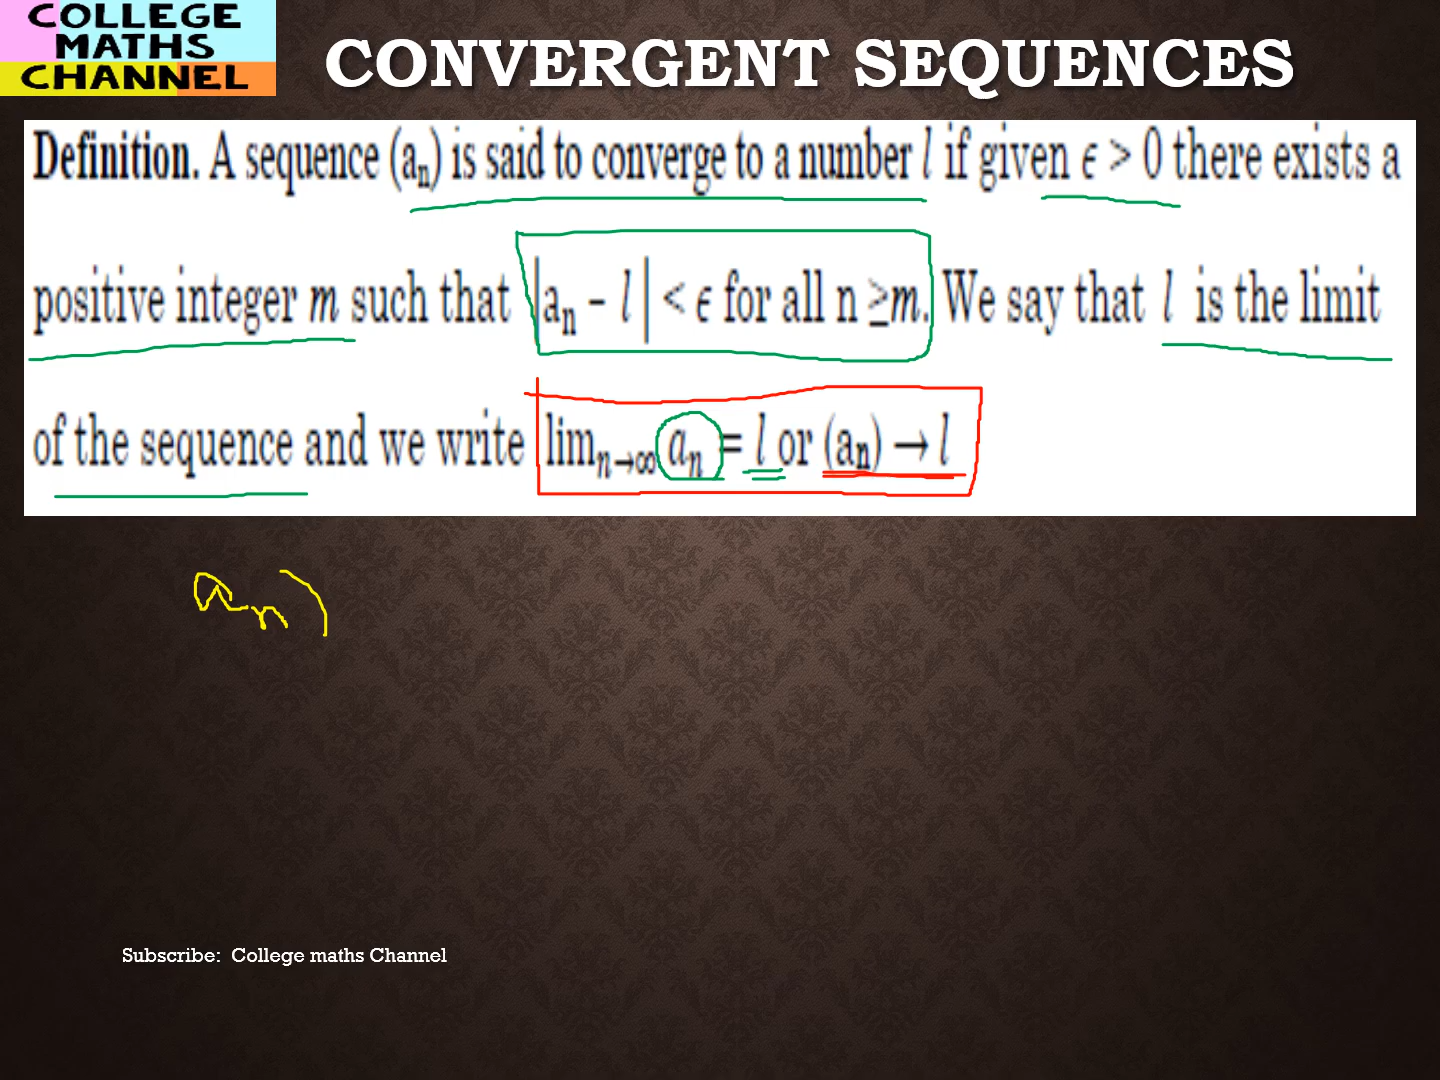 COLLEGE
MATHS
CHANNEL
CONVERGENT SEQUENCES
Definition. A sequence (aₙ) is said to converge to a number l if given ϵ > 0 there exists a
positive integer m such that |aₙ – l | < ϵ for all n ≥m. We say that l is the limit
of the sequence and we write limₙ→∞ aₙ = l or (aₙ) → l
aₙ)
Subscribe: College maths Channel